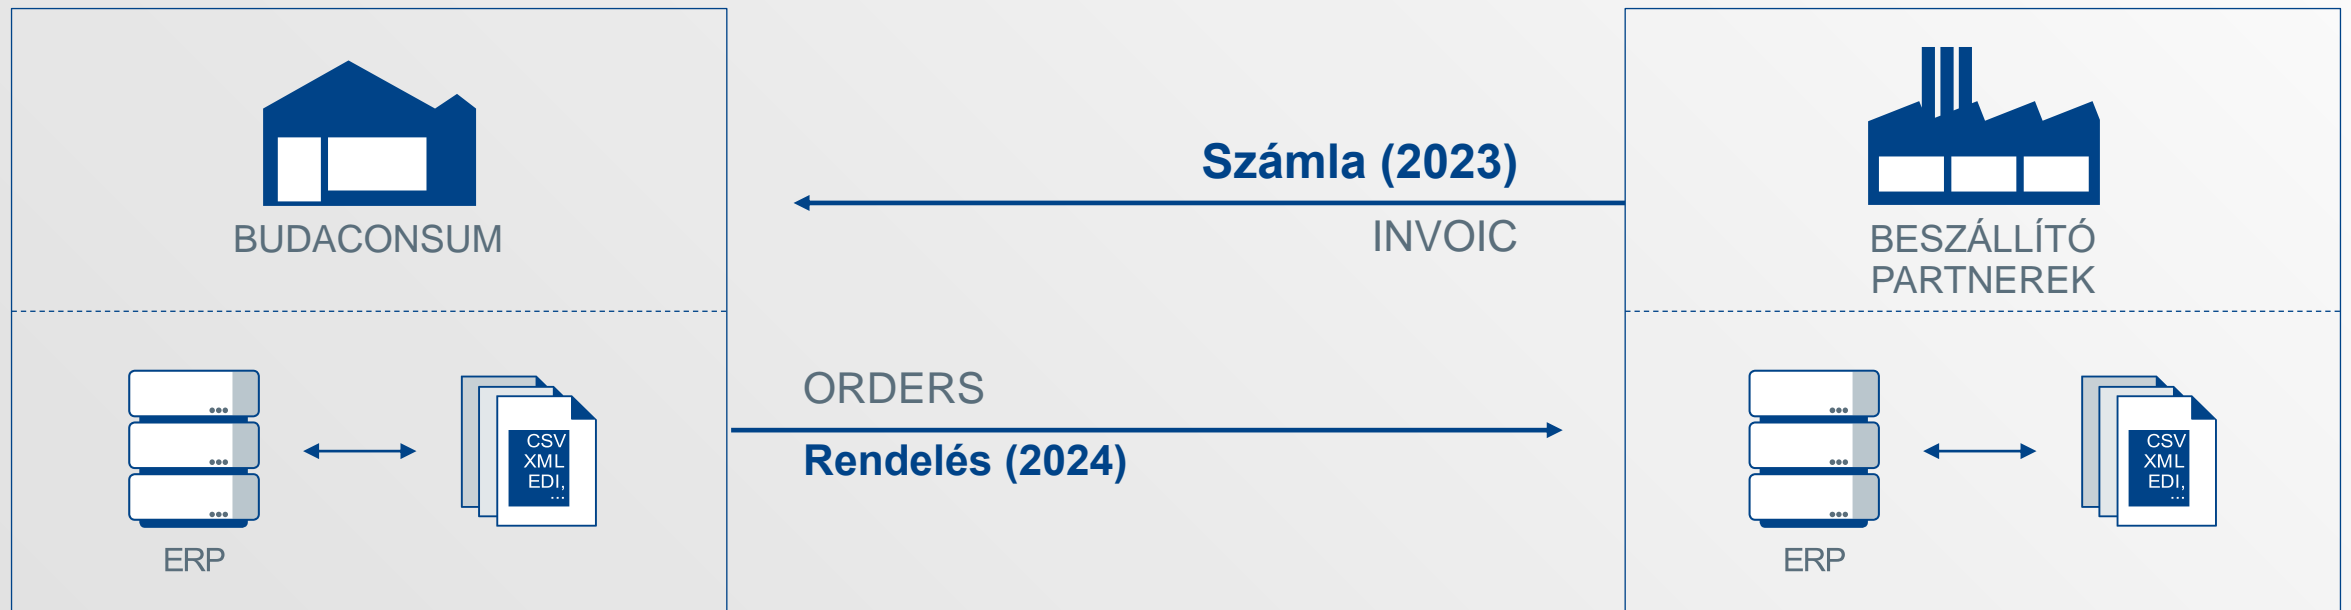 BUDACONSUM
Számla (2023)
INVOIC
BESZÁLLÍTÓ
PARTNEREK
ORDERS
Rendelés (2024)
CSV
XML
EDI,
...
ERP
CSV
XML
EDI,
...
ERP